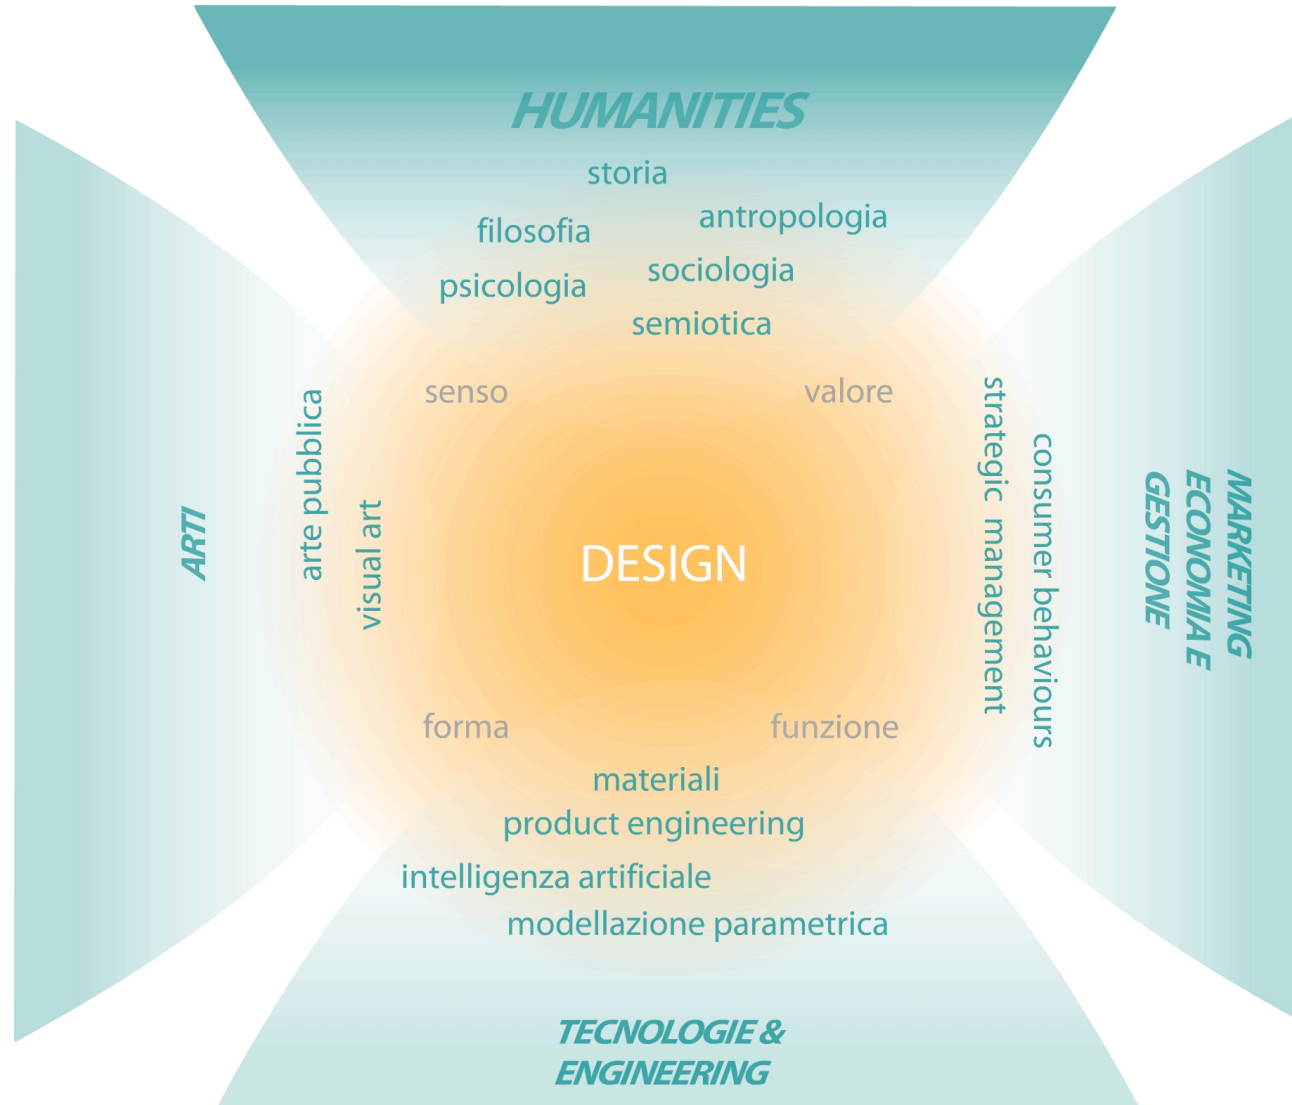 HUMANITIES
storia
antropologia
filosofia
sociologia
psicologia
semiotica
senso
valore
ARTI
arte pubblica
visual art
DESIGN
strategic management
consumer behaviours
MARKETING
ECONOMIA E
GESTIONE
forma
funzione
materiali
product engineering
intelligenza artificiale
modellazione parametrica
TECNOLOGIE &
ENGINEERING